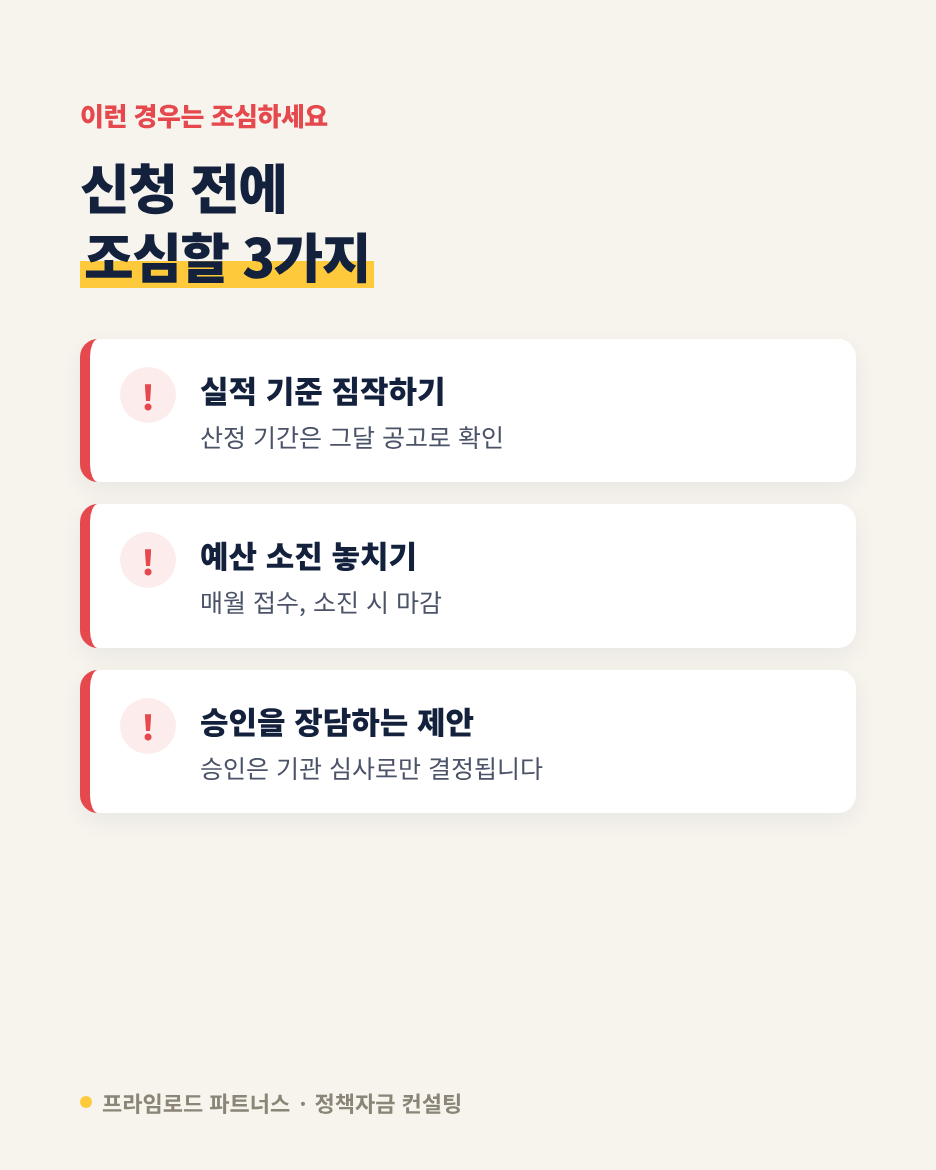 이런 경우는 조심하세요
신청 전에
조심할 3가지
!
실적 기준 짐작하기
산정 기간은 그달 공고로 확인
!
예산 소진 놓치기
매월 접수, 소진 시 마감
!
승인을 장담하는 제안
승인은 기관 심사로만 결정됩니다
프라임로드 파트너스 · 정책자금 컨설팅